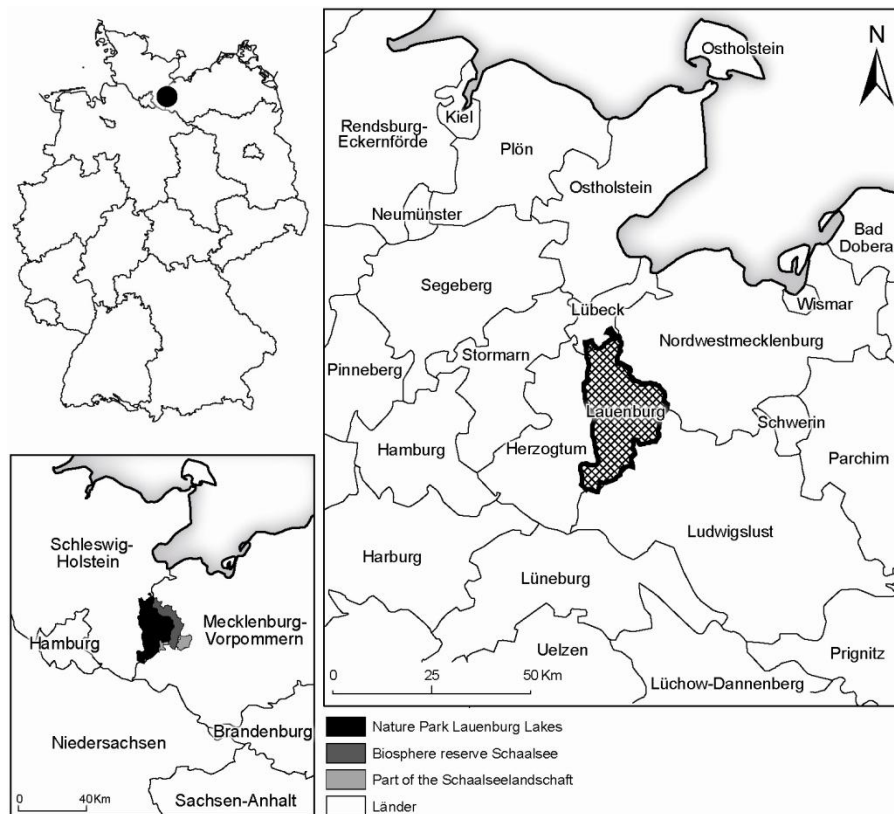 N
Ostholstein
Kiel
Rendsburg-
Eckernförde
Plön
Ostholstein
Neumünster
Bad
Dobera
Segeberg
Wismar
Lübeck
Nordwestmecklenburg
Stormarn
Pinneberg
Lauenburg
Schwerin
Hamburg
Herzogtum
Parchim
Ludwigslust
Harburg
Lüneburg
Uelzen
Prignitz
Lüchow-Dannenberg
0 25 50 Km
Schleswig-
Holstein
Mecklenburg-
Vorpommern
Hamburg
Brandenburg
Niedersachsen
Sachsen-Anhalt
0 40 Km
Nature Park Lauenburg Lakes
Biosphere reserve Schaalsee
Part of the Schaalseelandschaft
Länder